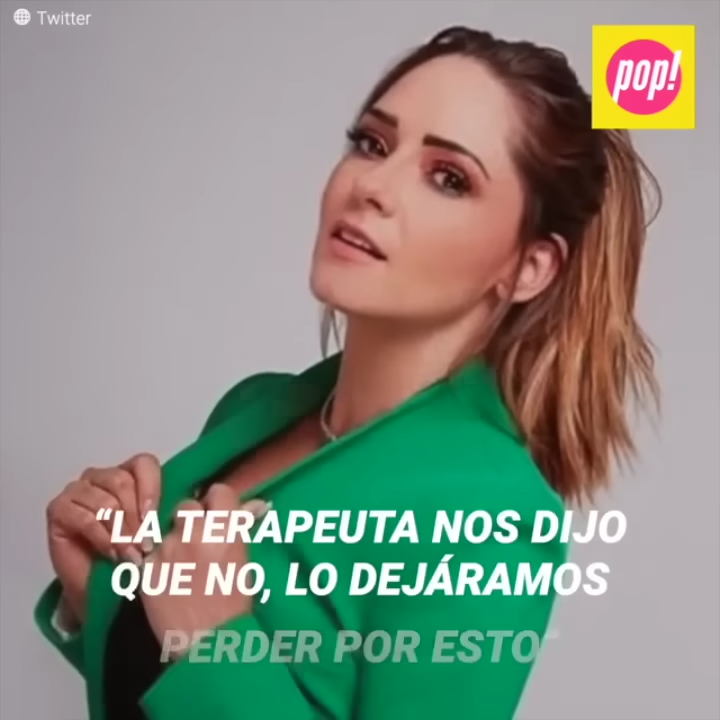 Twitter
pop!
“LA TERAPEUTA NOS DIJO
QUE NO, LO DEJÁRAMOS
PERDER POR ESTO”